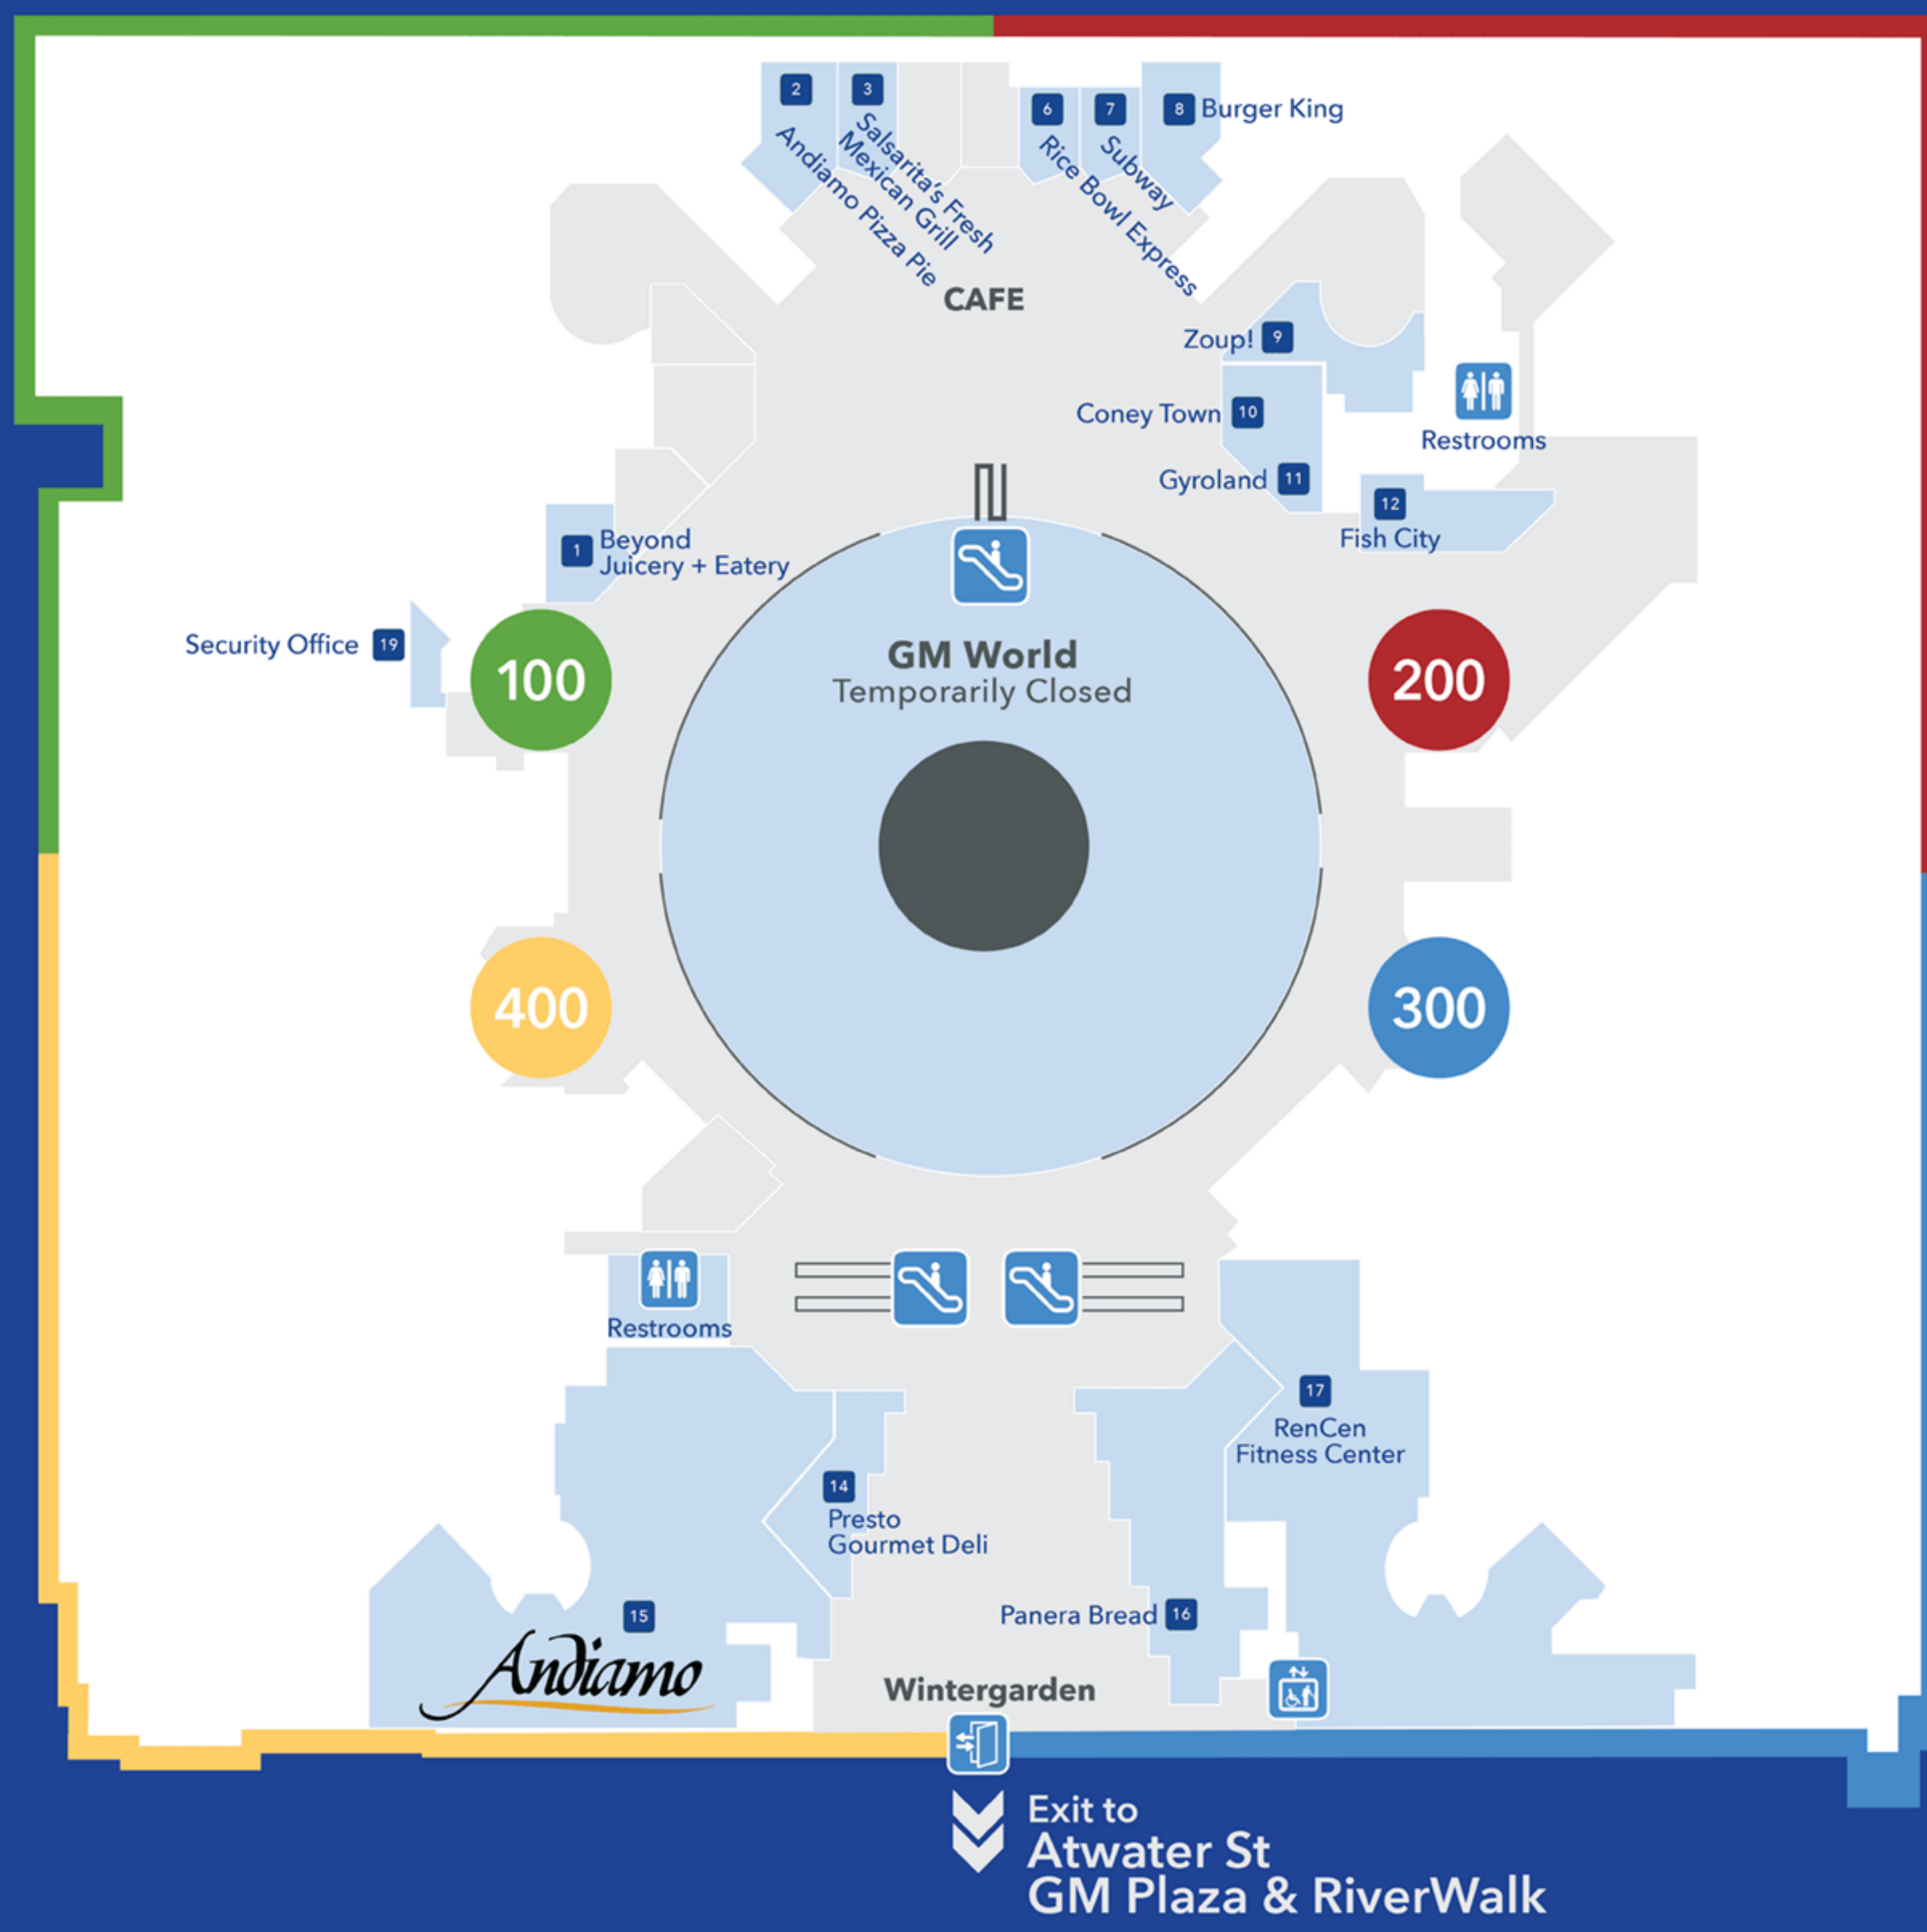 2
3
6
7
8
Burger King
Andiamo Pizza Pie
Salsarita's Fresh
Mexican Grill
Rice Bowl Express
Subway
CAFE
Zoup!
9
Coney Town
10
Restrooms
Gyroland
11
12
Fish City
1
Beyond
Juicery + Eatery
Security Office
19
100
GM World
Temporarily Closed
200
400
300
Restrooms
17
RenCen
Fitness Center
14
Presto
Gourmet Deli
15
Andiamo
Panera Bread
16
Wintergarden
Exit to
Atwater St
GM Plaza & RiverWalk